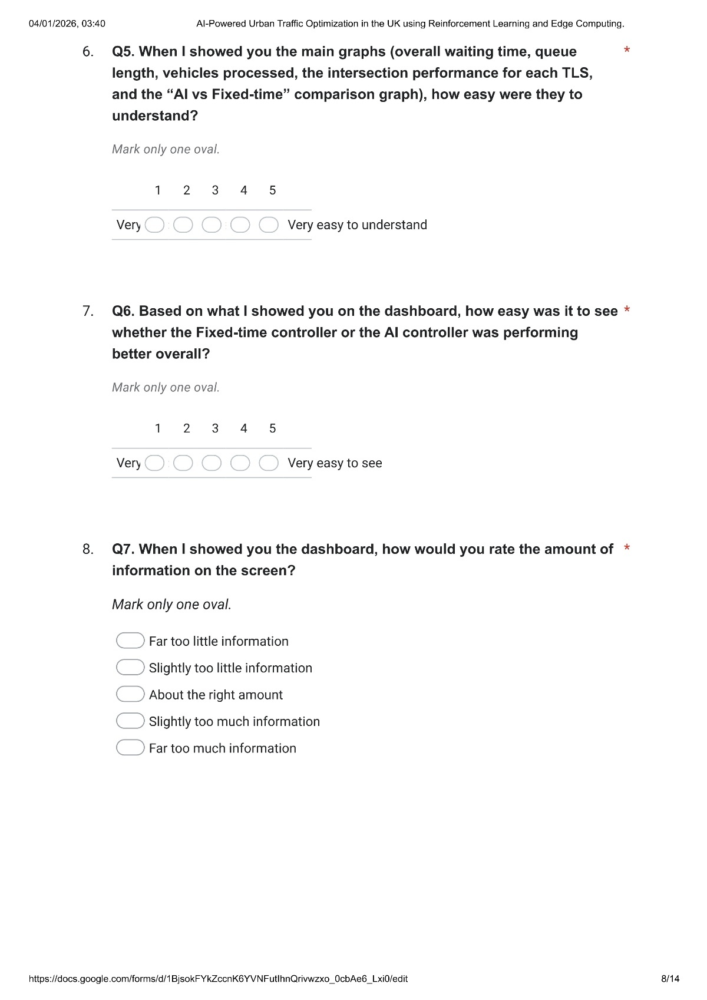 04/01/2026, 03:40 AI-Powered Urban Traffic Optimization in the UK using Reinforcement Learning and Edge Computing.
6. Q5. When I showed you the main graphs (overall waiting time, queue *
length, vehicles processed, the intersection performance for each TLS,
and the “AI vs Fixed-time” comparison graph), how easy were they to
understand?
Mark only one oval.
1 2 3 4 5
Very Very easy to understand
7. Q6. Based on what I showed you on the dashboard, how easy was it to see *
whether the Fixed-time controller or the AI controller was performing
better overall?
Mark only one oval.
1 2 3 4 5
Very Very easy to see
8. Q7. When I showed you the dashboard, how would you rate the amount of *
information on the screen?
Mark only one oval.
Far too little information
Slightly too little information
About the right amount
Slightly too much information
Far too much information
https://docs.google.com/forms/d/1BjsokFYkZccnK6YVNFutlhnQrivwzxo_0cbAe6_Lxi0/edit 8/14